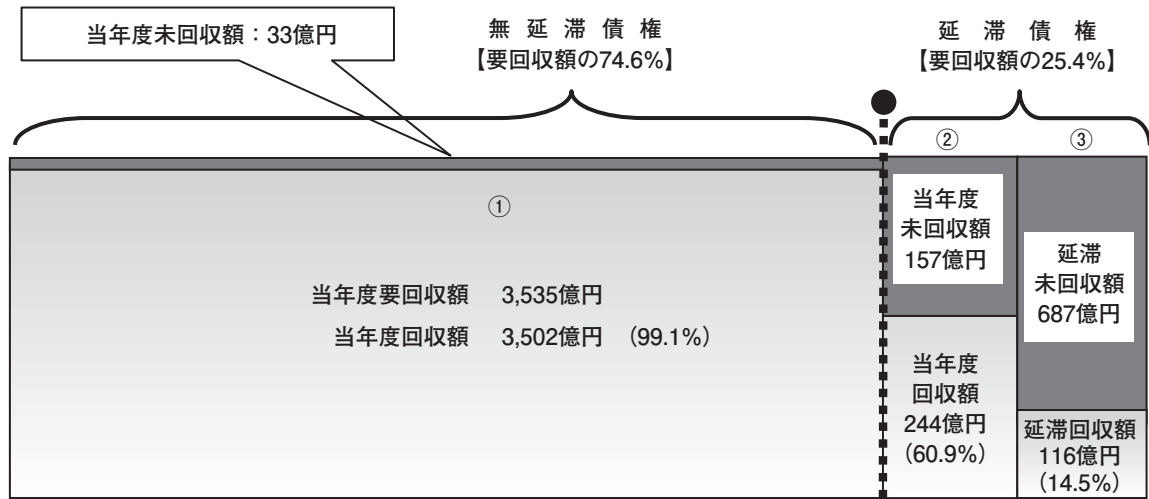 当年度未回収額：33億円
無延滞債権
【要回収額の74.6%】
延滞債権
【要回収額の25.4%】
①
当年度要回収額 3,535億円
当年度回収額 3,502億円 （99.1%）
②
当年度
未回収額
157億円
当年度
回収額
244億円
(60.9%)
③
延滞
未回収額
687億円
延滞回収額
116億円
(14.5%)